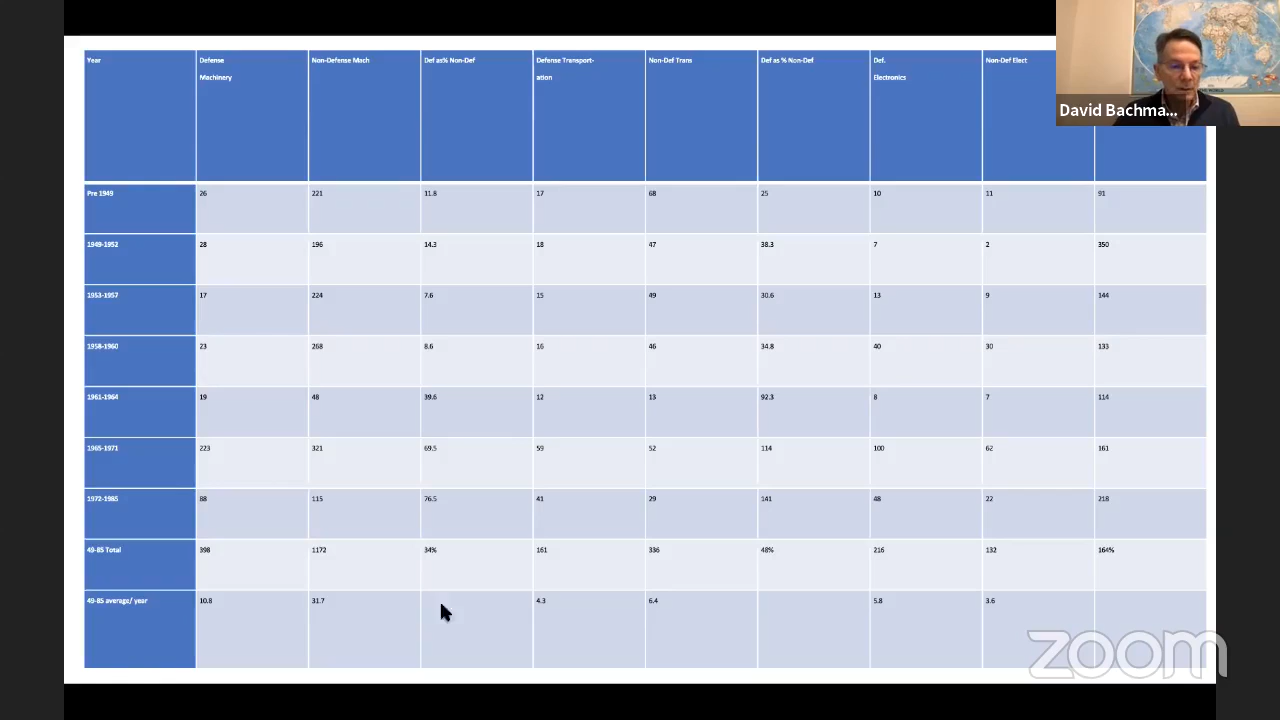 Year Defense Non-Defense Mach Def as% Non-Def Defense Transport- Non-Def Trans Def as % Non-Def Def. Non-Def Elect
Machinery ation Electronics
David Bachma...
Pre 1949 26 221 11.8 17 68 25 10 11 91
1949-1952 28 196 14.3 18 47 38.3 7 2 350
1953-1957 17 224 7.6 15 49 30.6 13 9 144
1958-1960 23 268 8.6 16 46 34.8 40 30 133
1961-1964 19 48 39.6 12 13 92.3 8 7 114
1965-1971 223 321 69.5 59 52 114 100 62 161
1972-1985 88 115 76.5 41 29 141 48 22 218
49-85 Total 398 1172 34% 161 336 48% 216 132 164%
49-85 average/ year 10.8 31.7 4.3 6.4 5.8 3.6
zoom